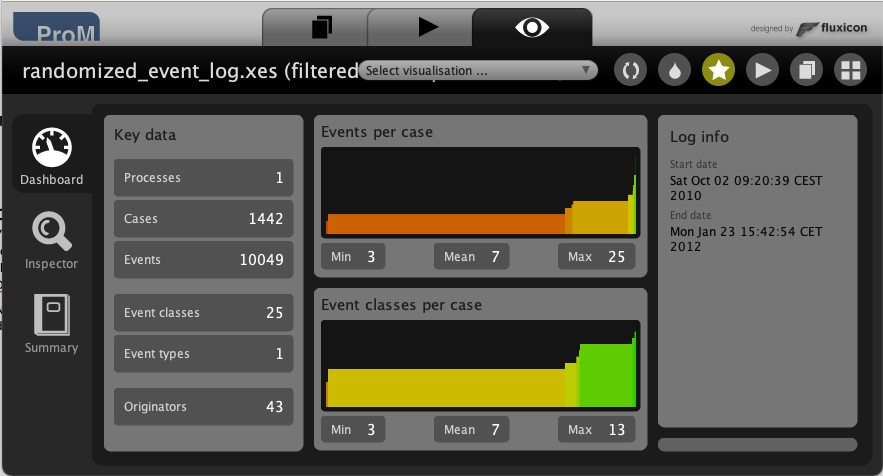 ProM
designed by fluxicon
randomized_event_log.xes (filtered
Select visualisation ...
Dashboard
Inspector
Summary
Key data
Processes 1
Cases 1442
Events 10049
Event classes 25
Event types 1
Originators 43
Events per case
Min 3 Mean 7 Max 25
Event classes per case
Min 3 Mean 7 Max 13
Log info
Start date
Sat Oct 02 09:20:39 CEST
2010
End date
Mon Jan 23 15:42:54 CET
2012